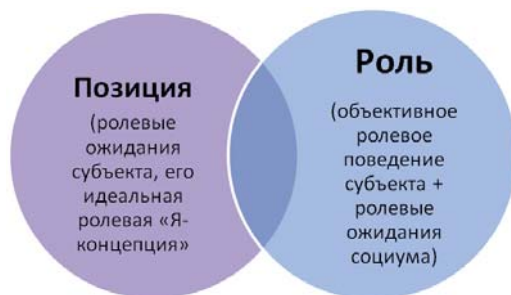 Позиция
(ролевые
ожидания
субъекта, его
идеальная
ролевая «Я-
концепция»
Роль
(объективное
ролевое
поведение
субъекта +
ролевые
ожидания
социума)